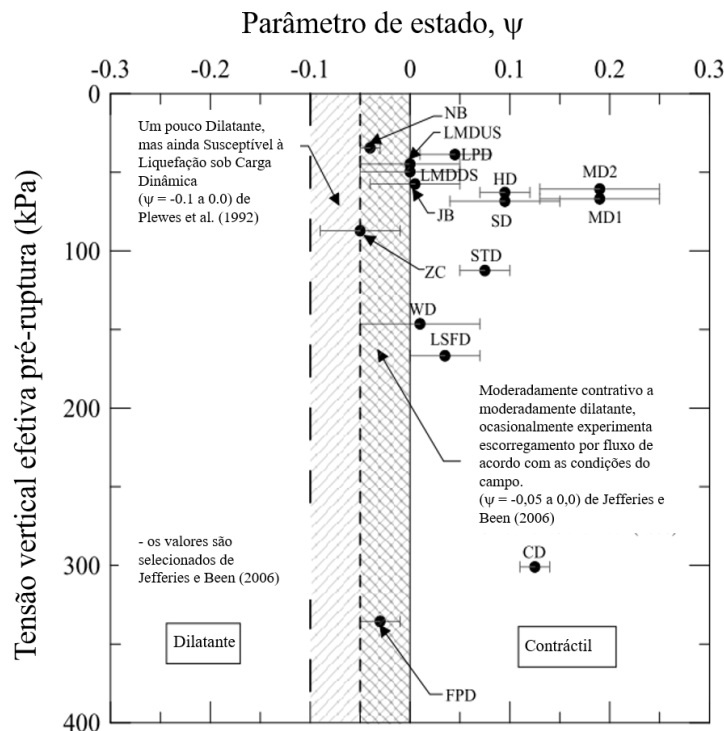 Parâmetro de estado, ψ
-0.3
-0.2
-0.1
0
0.1
0.2
0.3
Tensão vertical efetiva pré-ruptura (kPa)
0
100
200
300
400
Um pouco Dilatante,
mas ainda Susceptível à
Liquefação sob Carga
Dinâmica
(ψ = -0.1 a 0.0) de
Plewes et al. (1992)
NB
LMDUS
LPD
LMDDS
JB
HD
SD
MD2
MD1
ZC
STD
WD
LSFD
Moderadamente contrativo a
moderadamente dilatante,
ocasionalmente experimenta
escorregamento por fluxo de
acordo com as condições do
campo.
(ψ = -0,05 a 0,0) de Jefferies e
Been (2006)
- os valores são
selecionados de
Jefferies e Been (2006)
CD
Dilatante
Contráctil
FPD